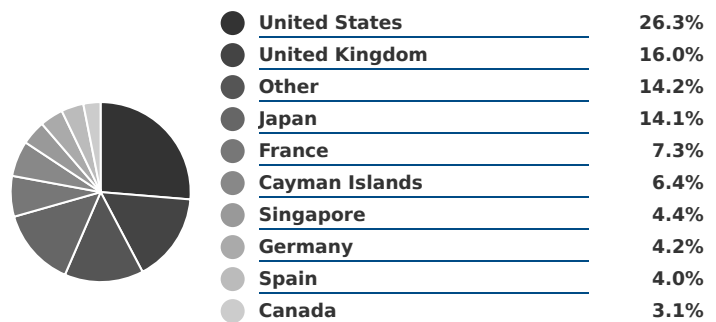 United States 26.3%
United Kingdom 16.0%
Other 14.2%
Japan 14.1%
France 7.3%
Cayman Islands 6.4%
Singapore 4.4%
Germany 4.2%
Spain 4.0%
Canada 3.1%